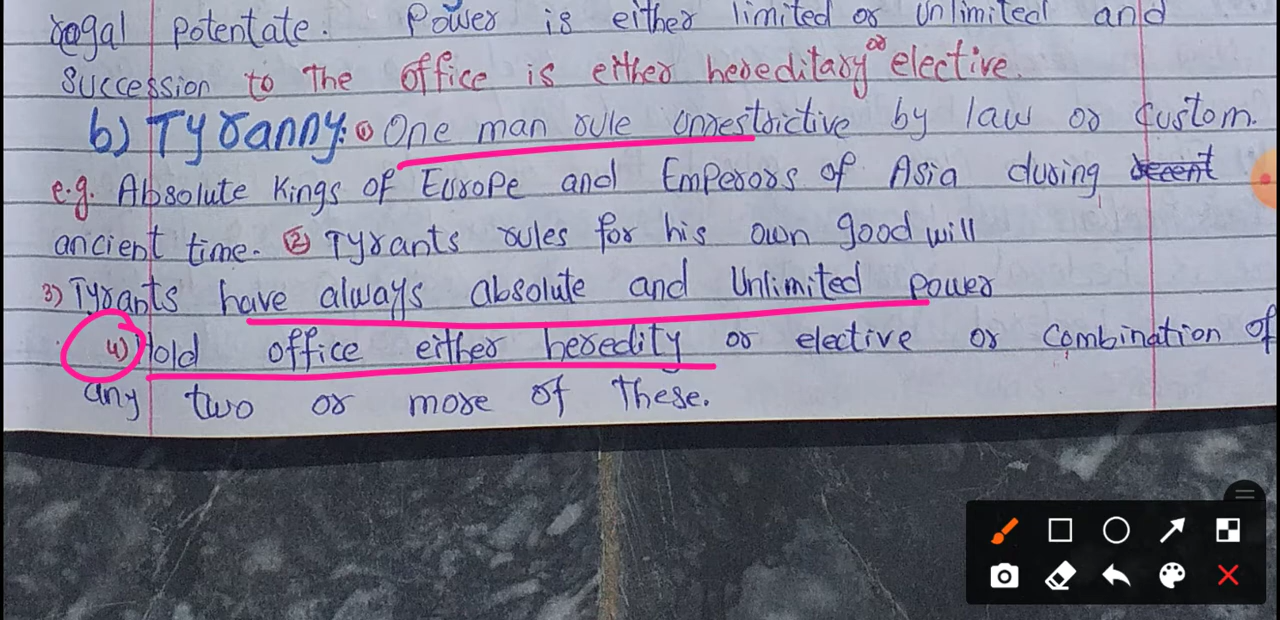 regal potentate. Power is either limited or Unlimited and
Succession to The office is either hereditary or elective.
b) Tyranny: ① One man rule unrestrictive by law or Custom.
e.g. Absolute Kings of Europe and Emperors of Asia during recent
ancient time. ② Tyrants rules for his own good will
3) Tyrants have always absolute and Unlimited power
4) Hold office either heredity or elective or Combination of
any two or more of These.